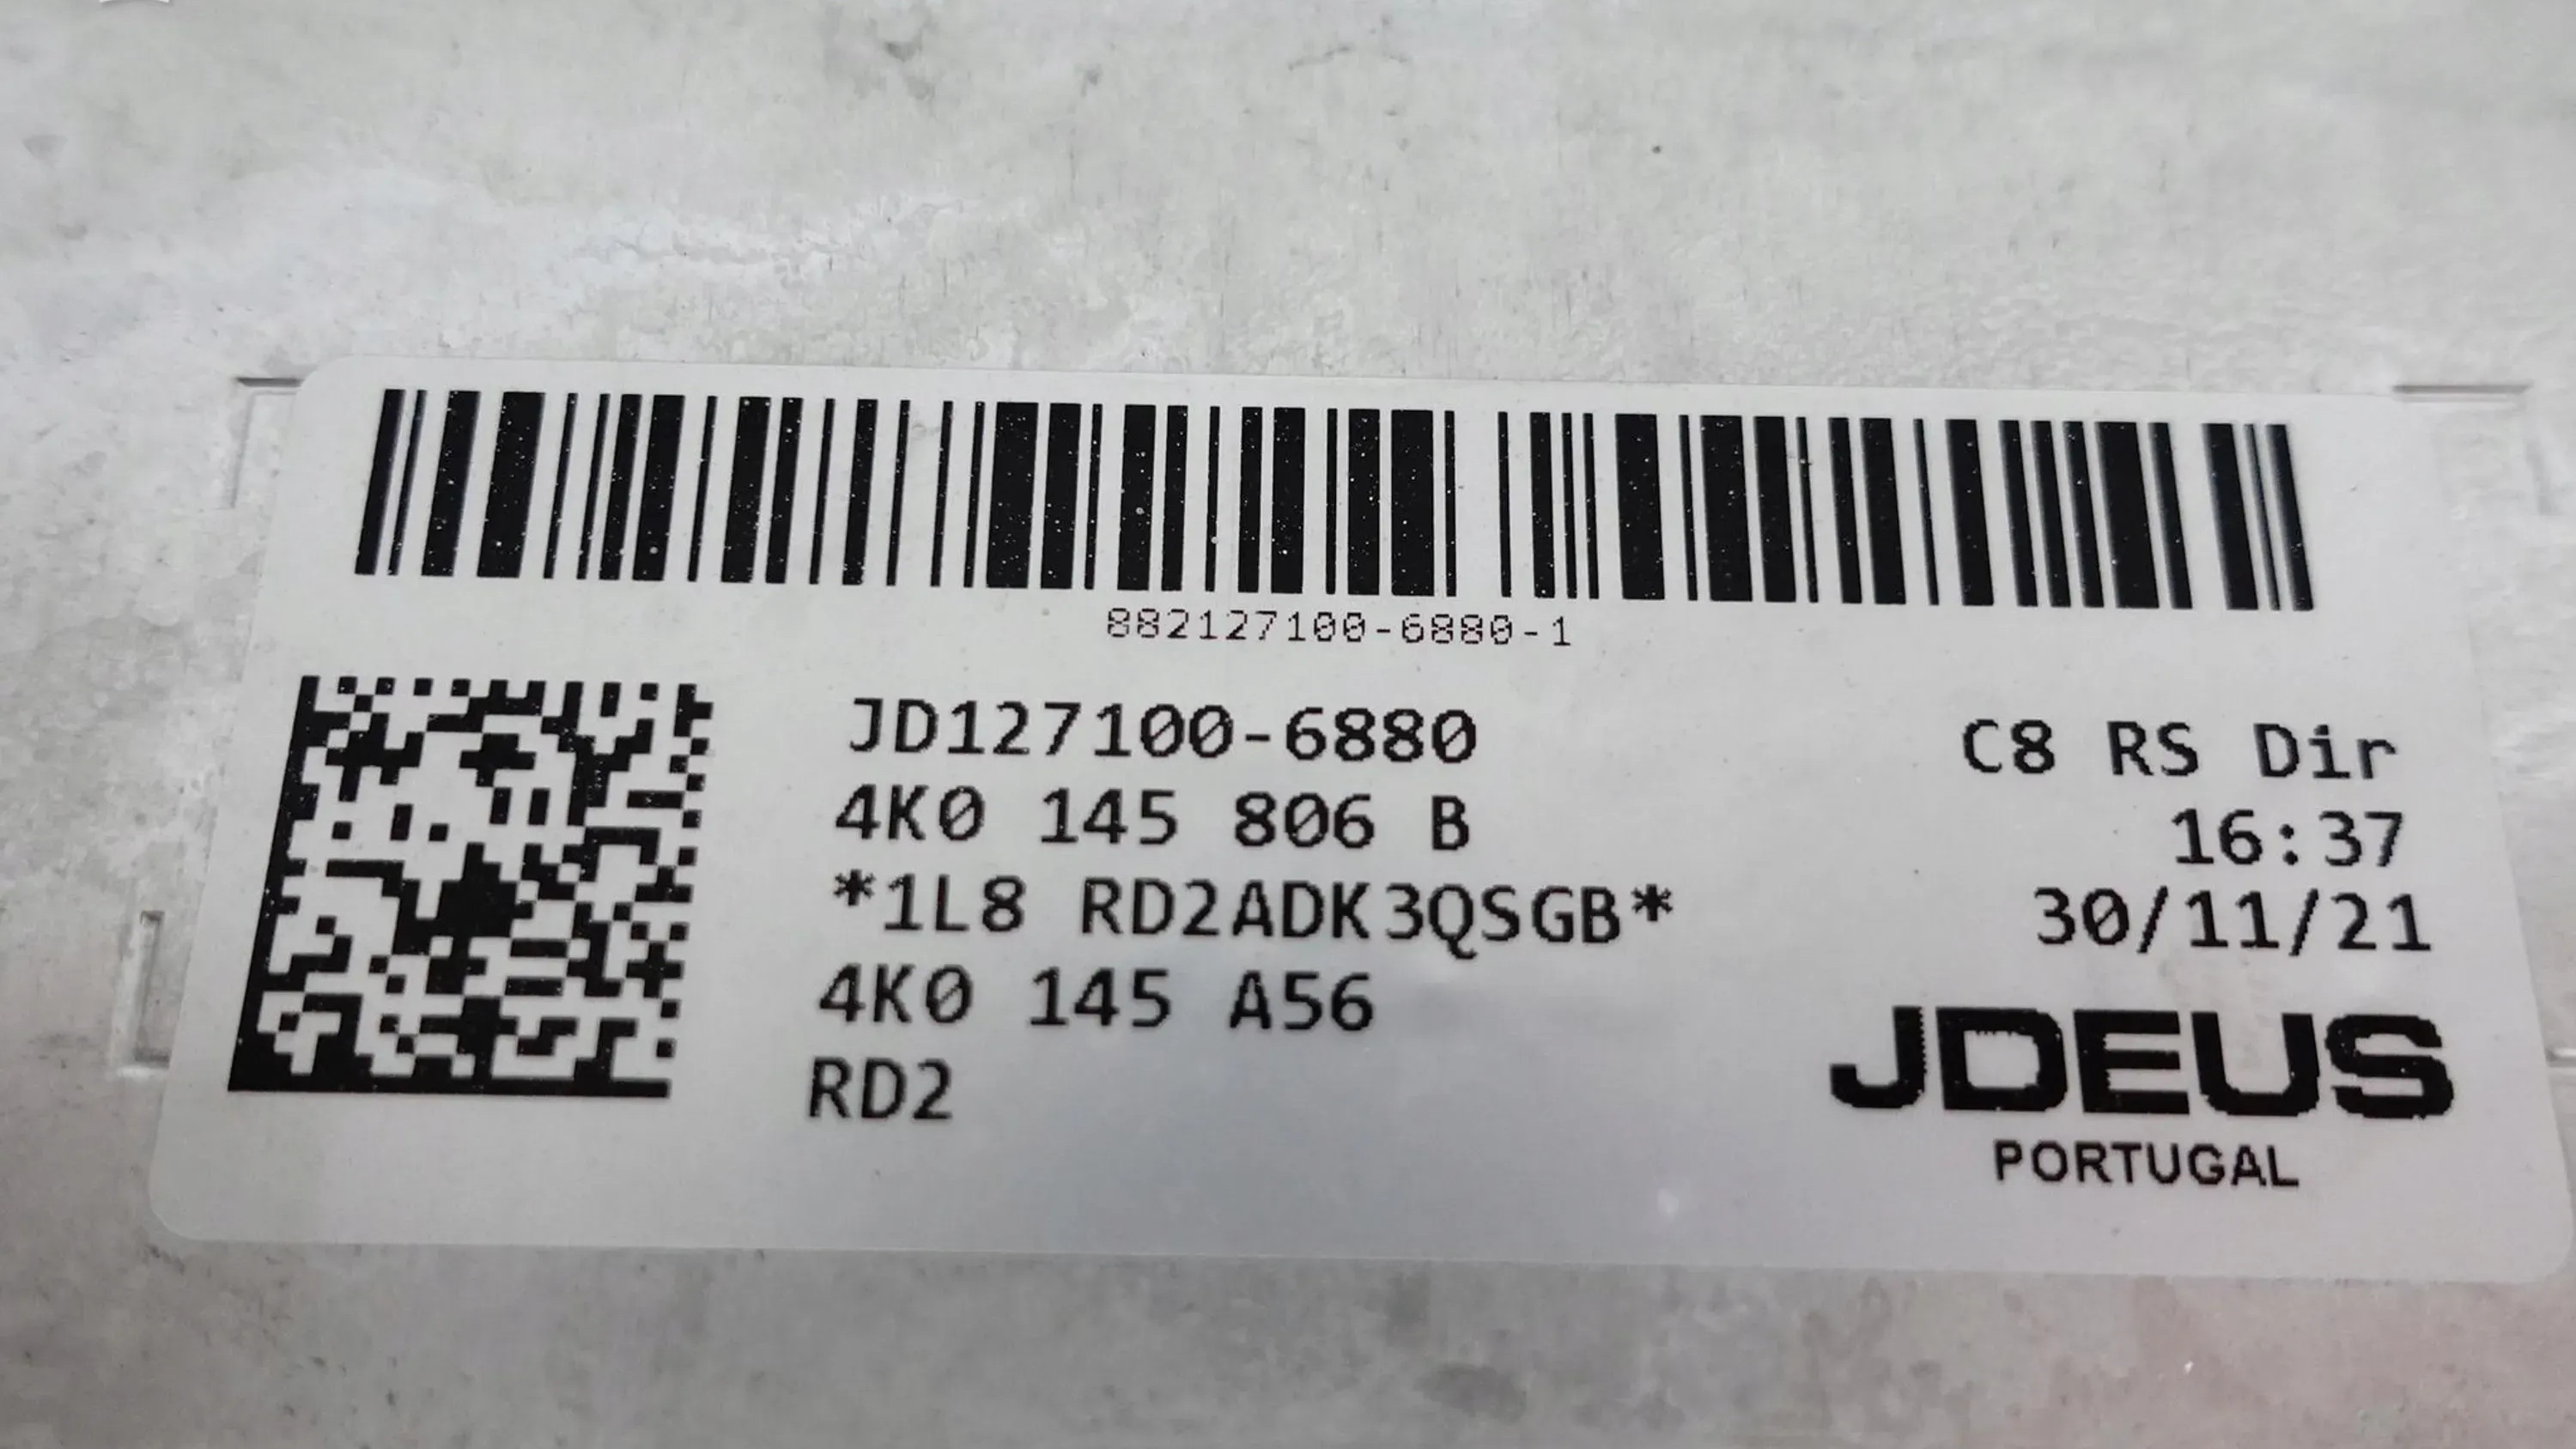 882127100-6880-1
JD127100-6880
4K0 145 806 B
*1L8 RD2ADK3QSGB*
4K0 145 A56
RD2
C8 RS Dir
16:37
30/11/21
JDEUS
PORTUGAL